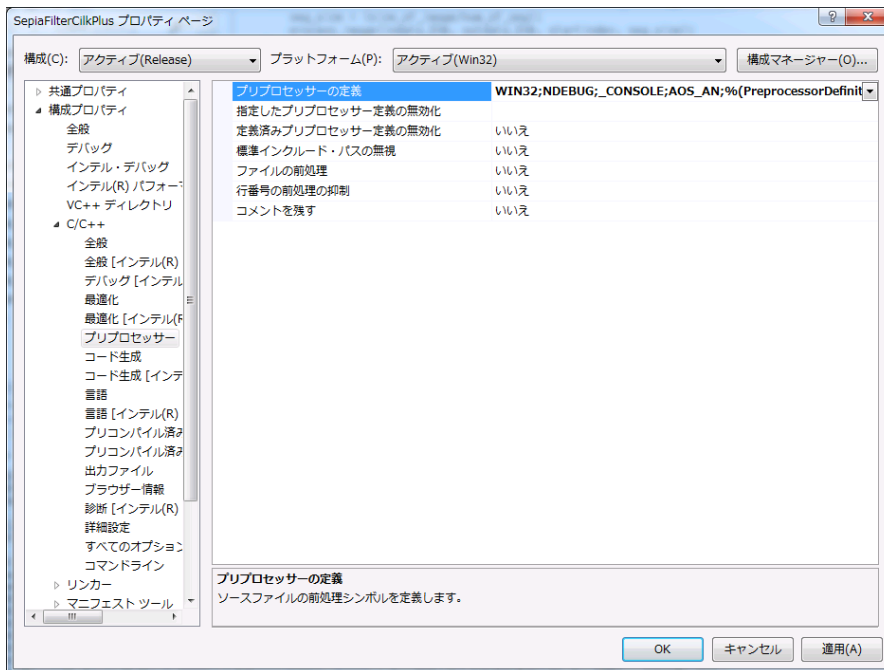 SepiaFilterCilkPlus プロパティ ページ
構成(C): アクティブ(Release) プラットフォーム(P): アクティブ(Win32) 構成マネージャー(O)...
共通プロパティ
構成プロパティ
全般
デバッグ
インテル・デバッグ
インテル(R) パフォー
VC++ ディレクトリ
C/C++
全般
全般 [インテル(R)
デバッグ [インテル
最適化
最適化 [インテル(R
プリプロセッサー
コード生成
コード生成 [インテ
言語
言語 [インテル(R)
プリコンパイル済み
プリコンパイル済み
出力ファイル
ブラウザー情報
診断 [インテル(R)
詳細設定
すべてのオプション
コマンドライン
リンカー
マニフェスト ツール
プリプロセッサーの定義 WIN32;NDEBUG;_CONSOLE;AOS_AN;%(PreprocessorDefinit
指定したプリプロセッサー定義の無効化
定義済みプリプロセッサー定義の無効化 いいえ
標準インクルード・パスの無視 いいえ
ファイルの前処理 いいえ
行番号の前処理の抑制 いいえ
コメントを残す いいえ
プリプロセッサーの定義
ソースファイルの前処理シンボルを定義します。
OK キャンセル 適用(A)